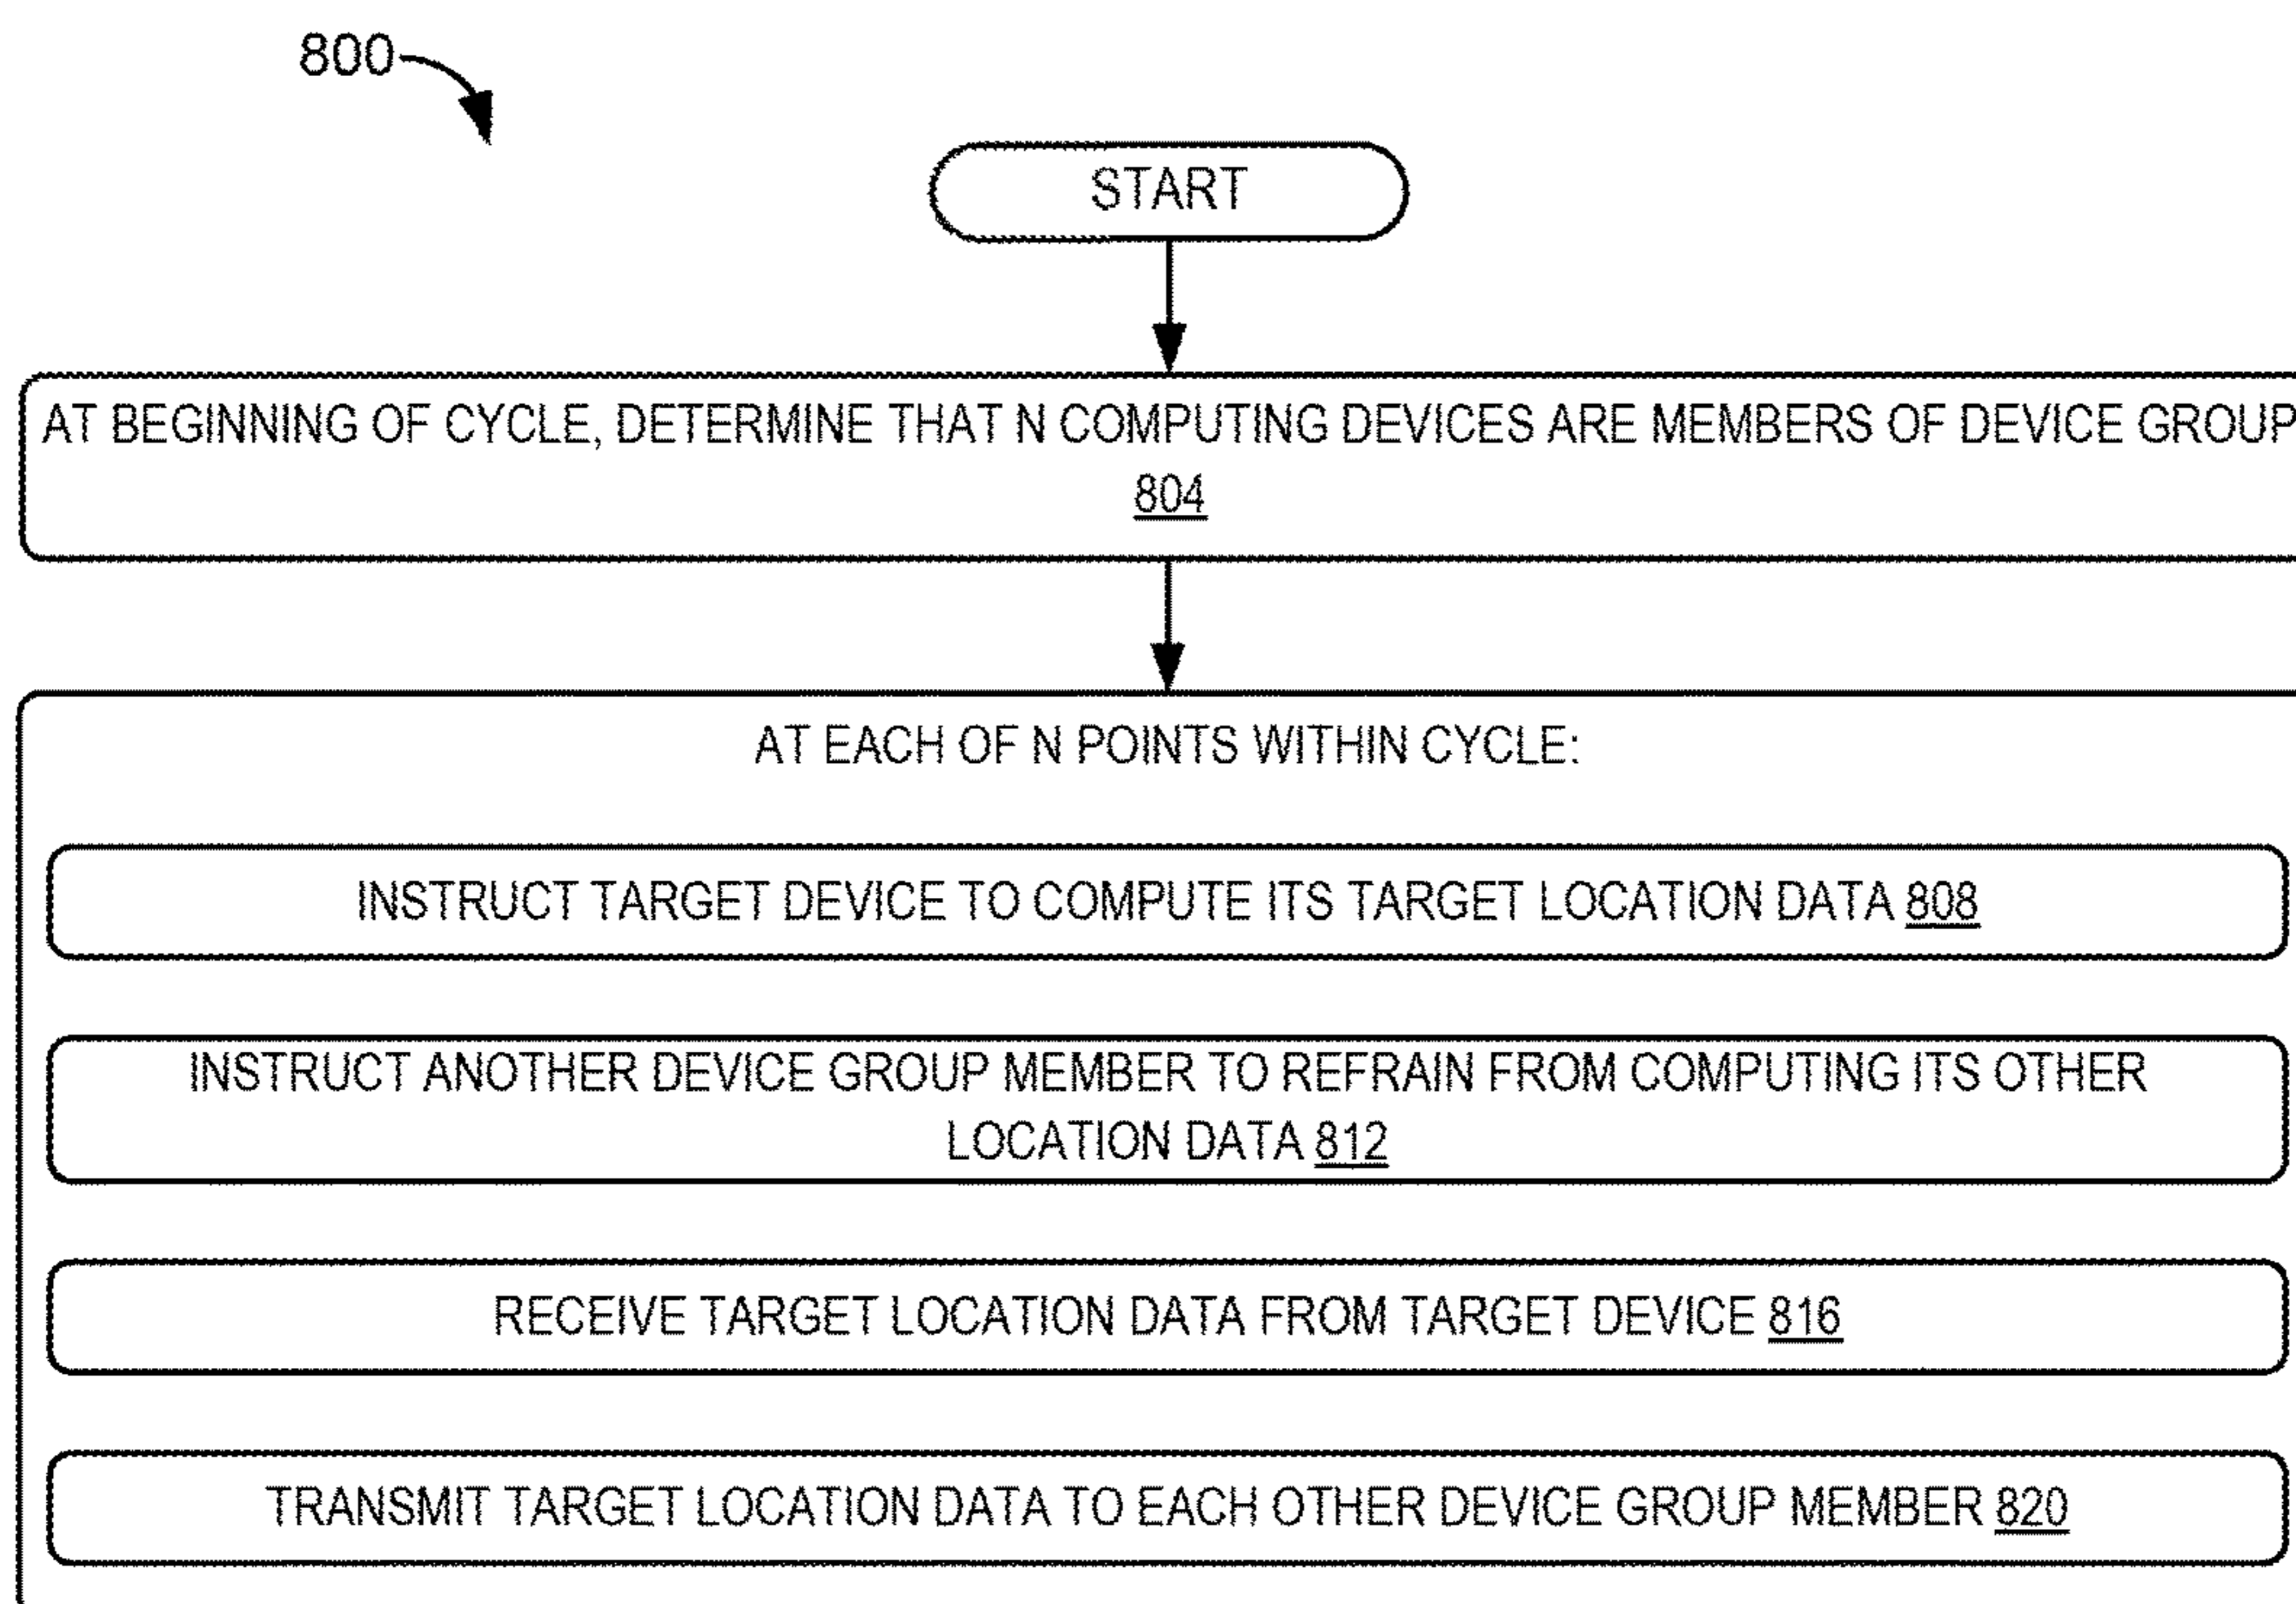 800
START
AT BEGINNING OF CYCLE, DETERMINE THAT N COMPUTING DEVICES ARE MEMBERS OF DEVICE GROUP
804
AT EACH OF N POINTS WITHIN CYCLE:
INSTRUCT TARGET DEVICE TO COMPUTE ITS TARGET LOCATION DATA 808
INSTRUCT ANOTHER DEVICE GROUP MEMBER TO REFRAIN FROM COMPUTING ITS OTHER
LOCATION DATA 812
RECEIVE TARGET LOCATION DATA FROM TARGET DEVICE 816
TRANSMIT TARGET LOCATION DATA TO EACH OTHER DEVICE GROUP MEMBER 820